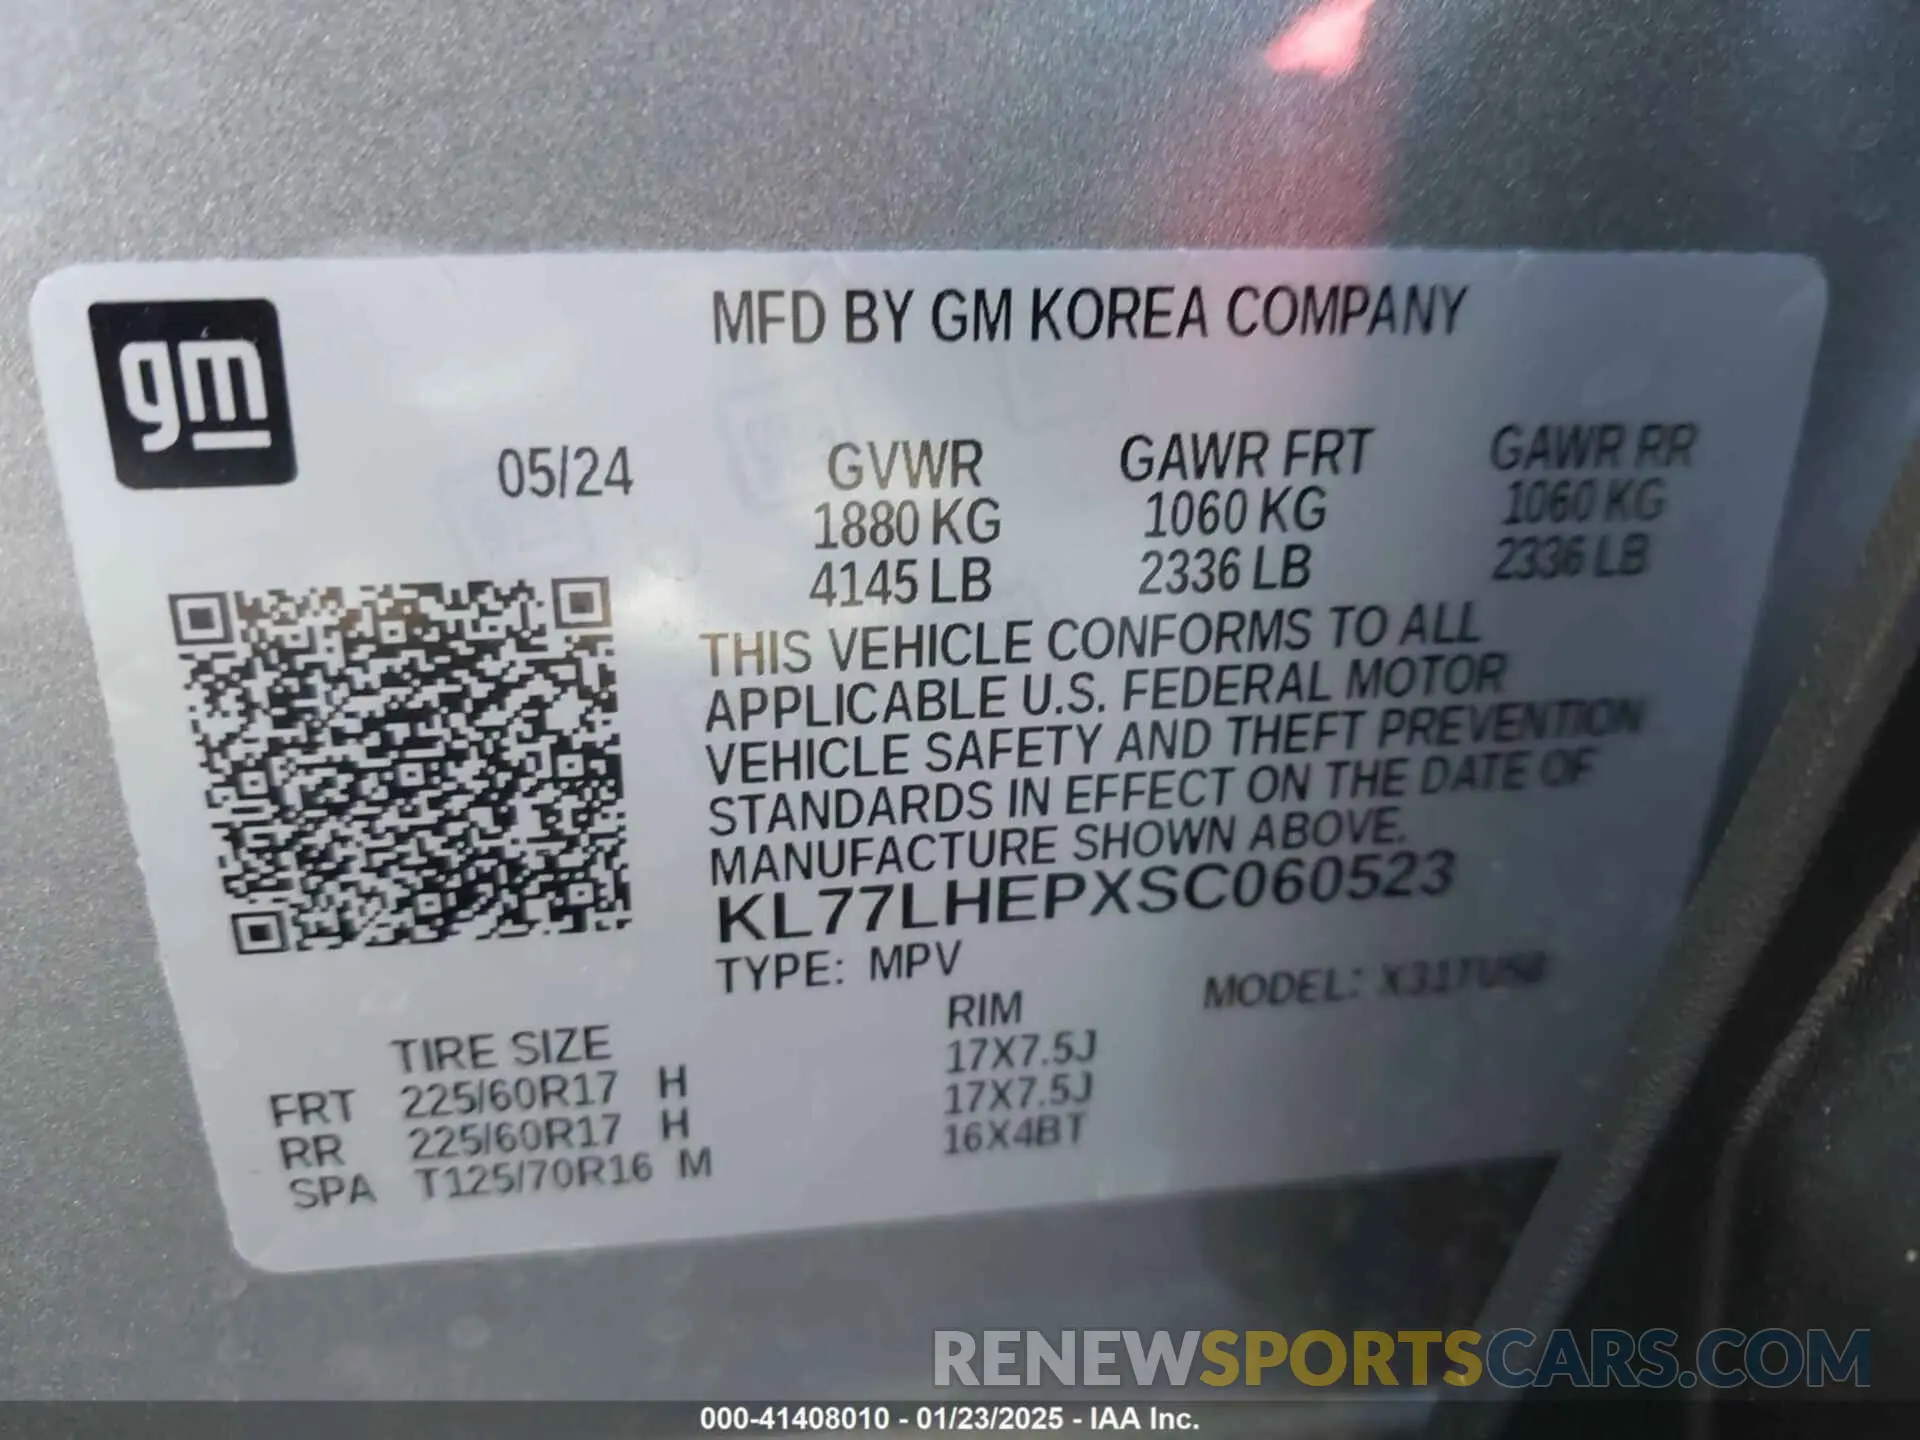 gm
MFD BY GM KOREA COMPANY
05/24
GVWR GAWR FRT GAWR RR
1880 KG 1060 KG 1060 KG
4145 LB 2336 LB 2336 LB
THIS VEHICLE CONFORMS TO ALL
APPLICABLE U.S. FEDERAL MOTOR
VEHICLE SAFETY AND THEFT PREVENTION
STANDARDS IN EFFECT ON THE DATE OF
MANUFACTURE SHOWN ABOVE.
KL77LHEPXSC060523
TYPE: MPV MODEL:
TIRE SIZE RIM
FRT 225/60R17 H 17X7.5J
RR 225/60R17 H 17X7.5J
SPA T125/70R16 M 16X4BT
RENEWSPORTSCARS.COM
000-41408010 - 01/23/2025 - IAA Inc.